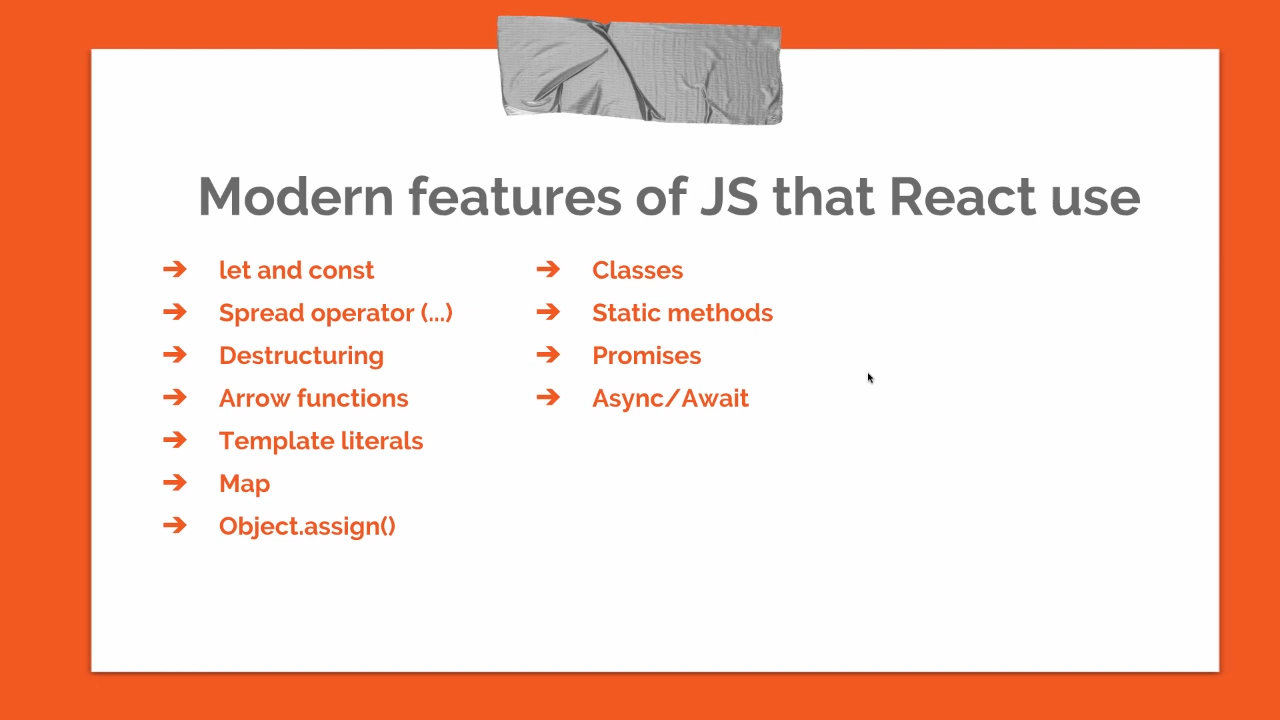 Modern features of JS that React use
➔ let and const
➔ Spread operator (...)
➔ Destructuring
➔ Arrow functions
➔ Template literals
➔ Map
➔ Object.assign()
➔ Classes
➔ Static methods
➔ Promises
➔ Async/Await